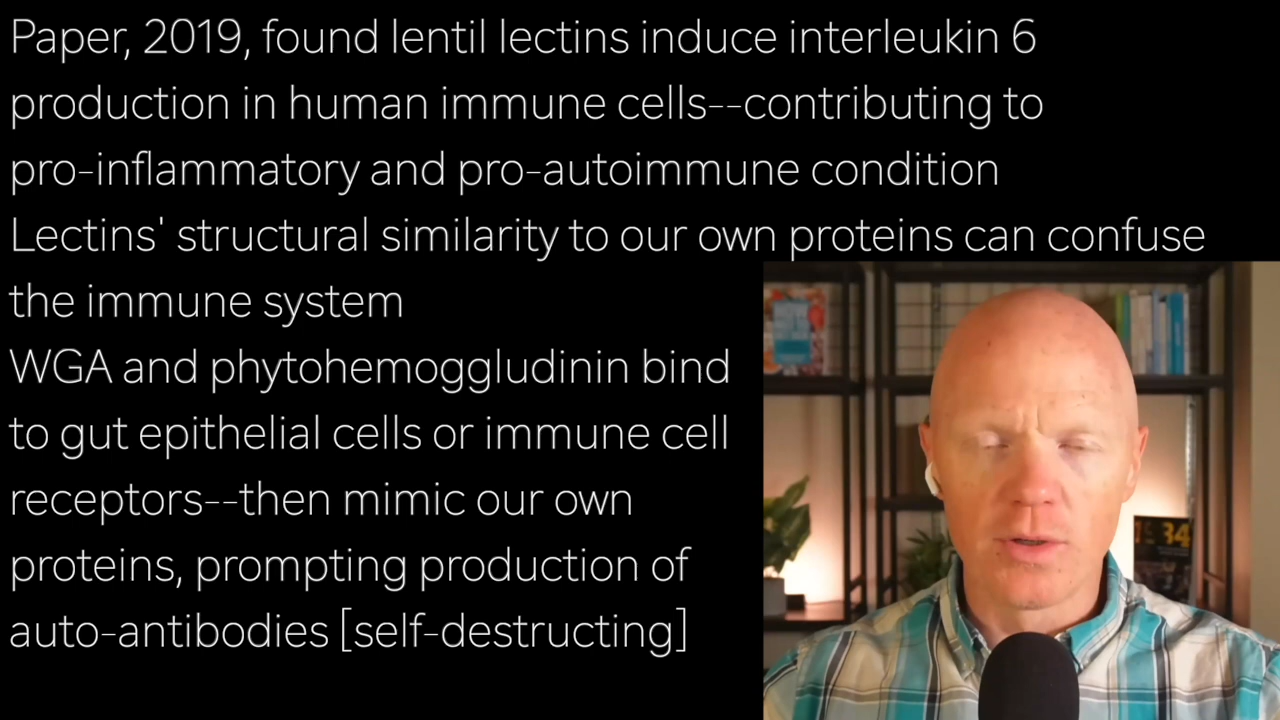 Paper, 2019, found lentil lectins induce interleukin 6
production in human immune cells--contributing to
pro-inflammatory and pro-autoimmune condition
Lectins' structural similarity to our own proteins can confuse
the immune system
WGA and phytohemoggludinin bind
to gut epithelial cells or immune cell
receptors--then mimic our own
proteins, prompting production of
auto-antibodies [self-destructing]